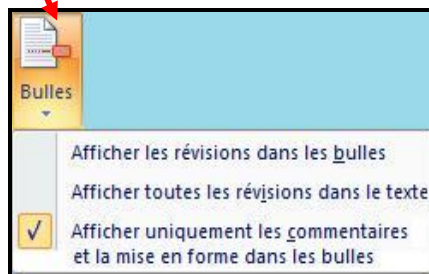 Bulles
Afficher les révisions dans les bulles
Afficher toutes les révisions dans le texte
Afficher uniquement les commentaires
et la mise en forme dans les bulles